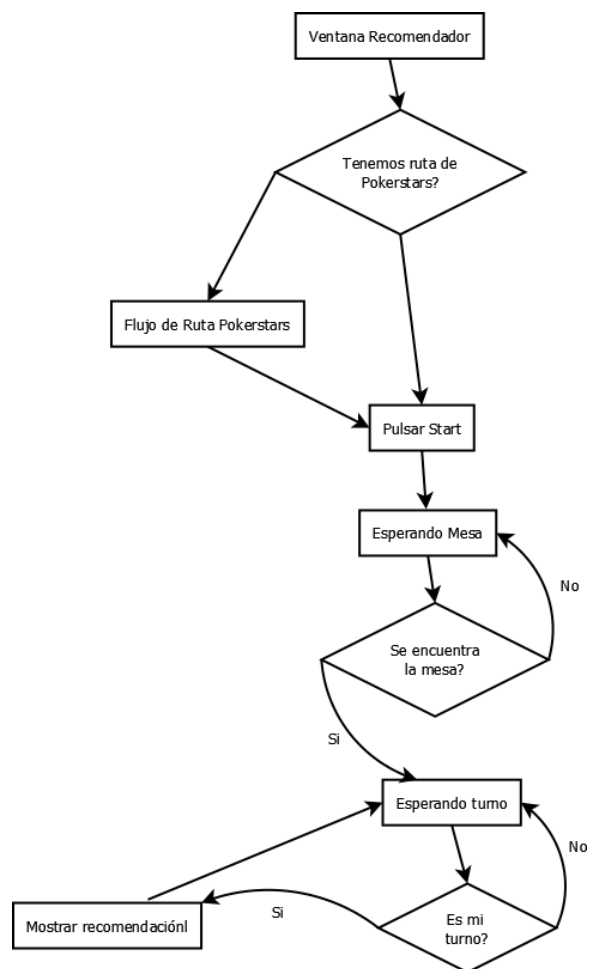 Ventana Recomendador
Tenemos ruta de
Pokerstars?
Flujo de Ruta Pokerstars
Pulsar Start
Esperando Mesa
No
Se encuentra
la mesa?
Si
Esperando turno
No
Si
Mostrar recomendaciónl
Es mi
turno?